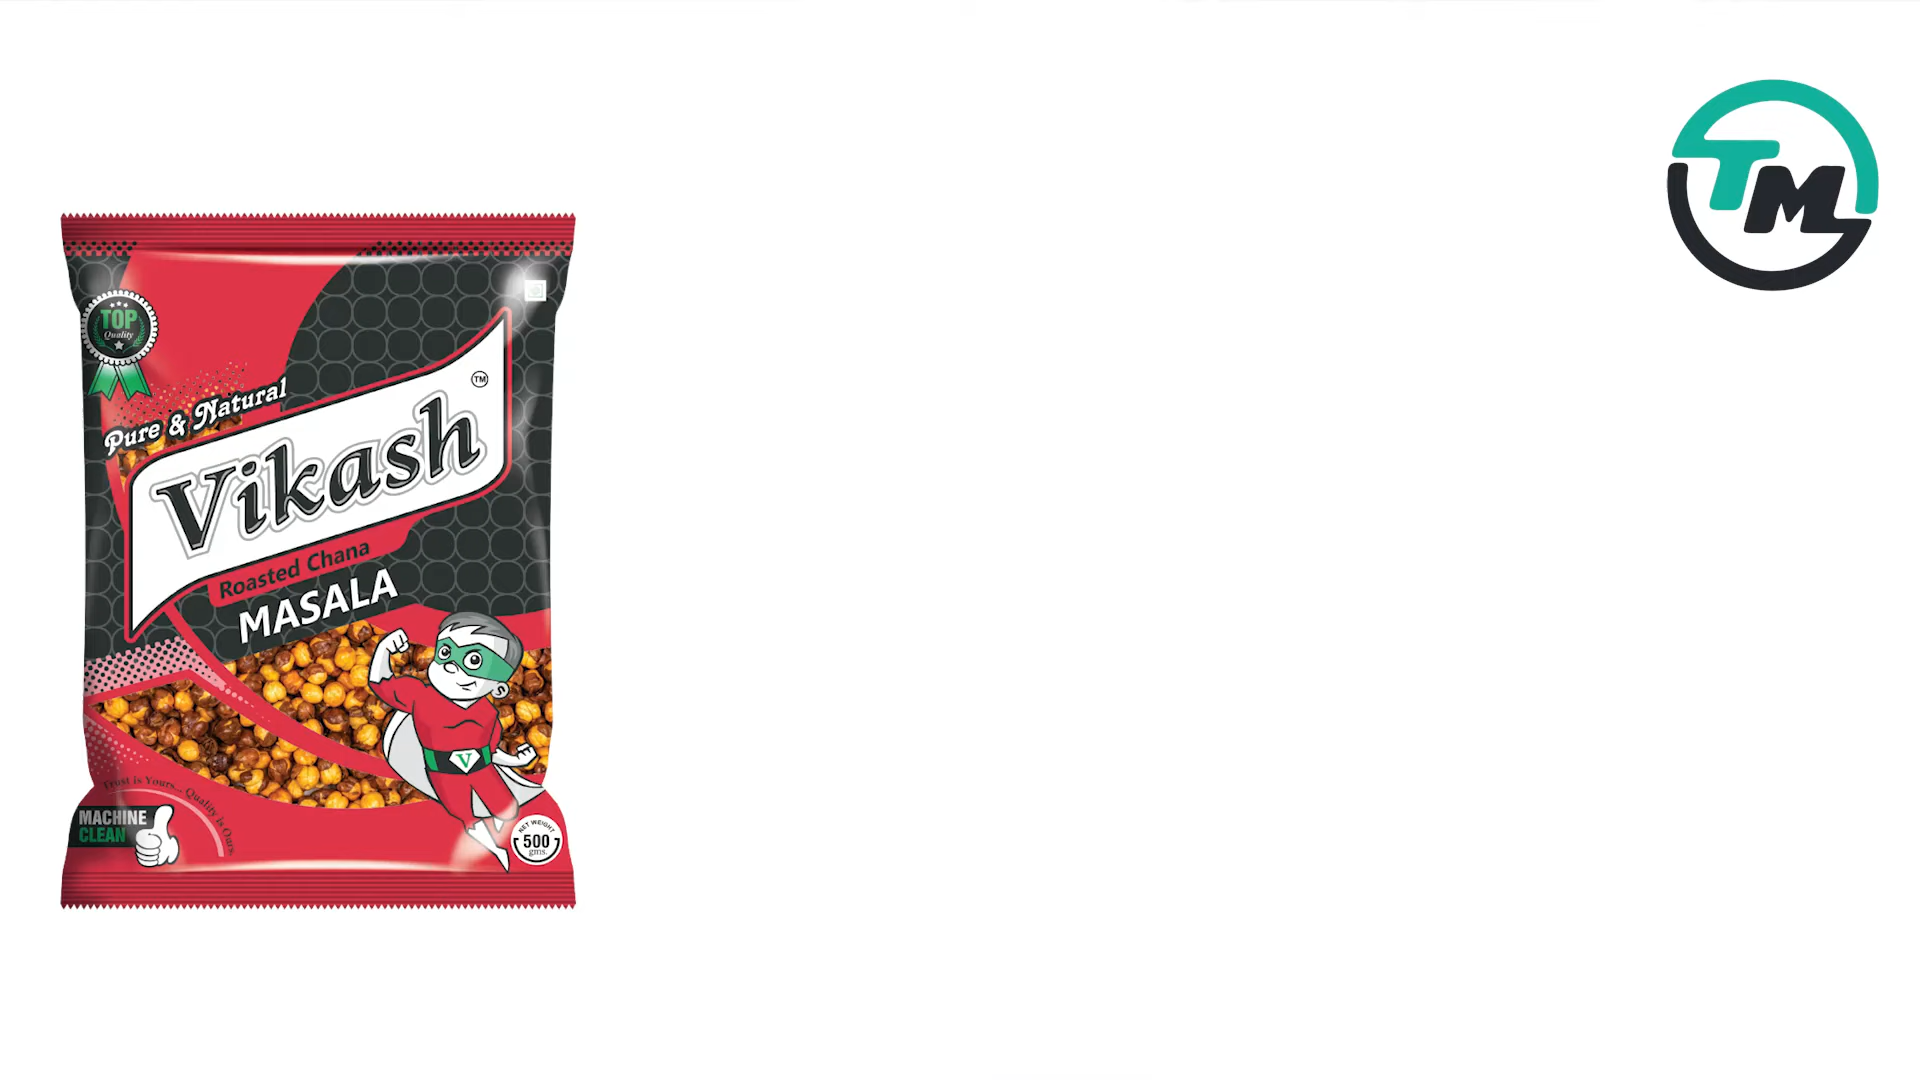 TM
TOP
Quality
Pure & Natural
Vikash
TM
Roasted Chana
MASALA
V
Trust is Yours... Quality is Ours.
MACHINE
CLEAN
NET WEIGHT
500
gms.